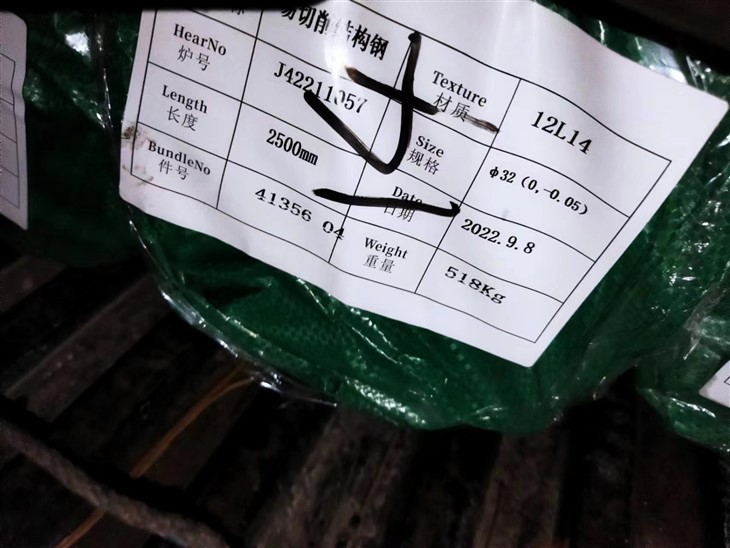 易切削结构钢
HearNo
炉号
J42211057
Texture
材质
12L14
Length
长度
2500mm
Size
规格
φ32 (0,-0.05)
BundleNo
件号
41356 04
Date
日期
2022.9.8
Weight
重量
518Kg